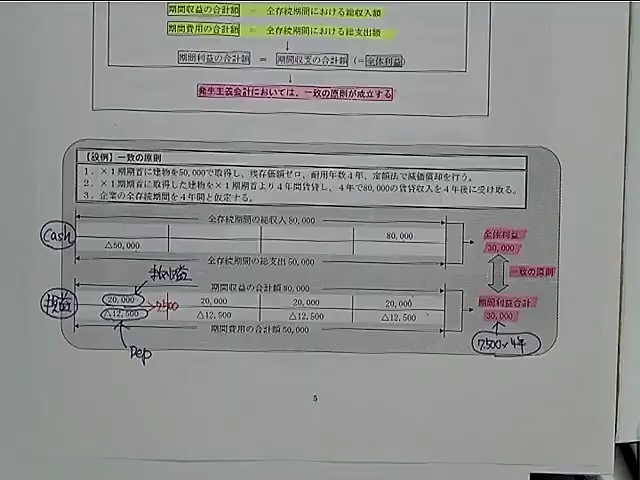 期間収益の合計額 = 全存続期間における総収入額
期間費用の合計額 = 全存続期間における総支出額
↓
期間利益の合計額 = 期間収支の合計額 (=全体利益)
↓
発生主義会計においては、一致の原則が成立する
【設例】一致の原則
1. ×1期期首に建物を50,000で取得し、残存価額ゼロ、耐用年数4年、定額法で減価償却を行う。
2. ×1期期首に取得した建物を×1期期首より4年間賃貸し、4年で80,000の賃貸収入を4年後に受け取る。
3. 企業の全存続期間を4年間と仮定する。
全存続期間の総収入 80,000
Cash
80,000
△50,000
全存続期間の総支出 50,000
全体利益
30,000
一致の原則
期間収益の合計額 80,000
損益
20,000 20,000 20,000 20,000
→7,500
△12,500 △12,500 △12,500 △12,500
期間費用の合計額 50,000
期間利益合計
30,000
Dep
7,500×4年
5